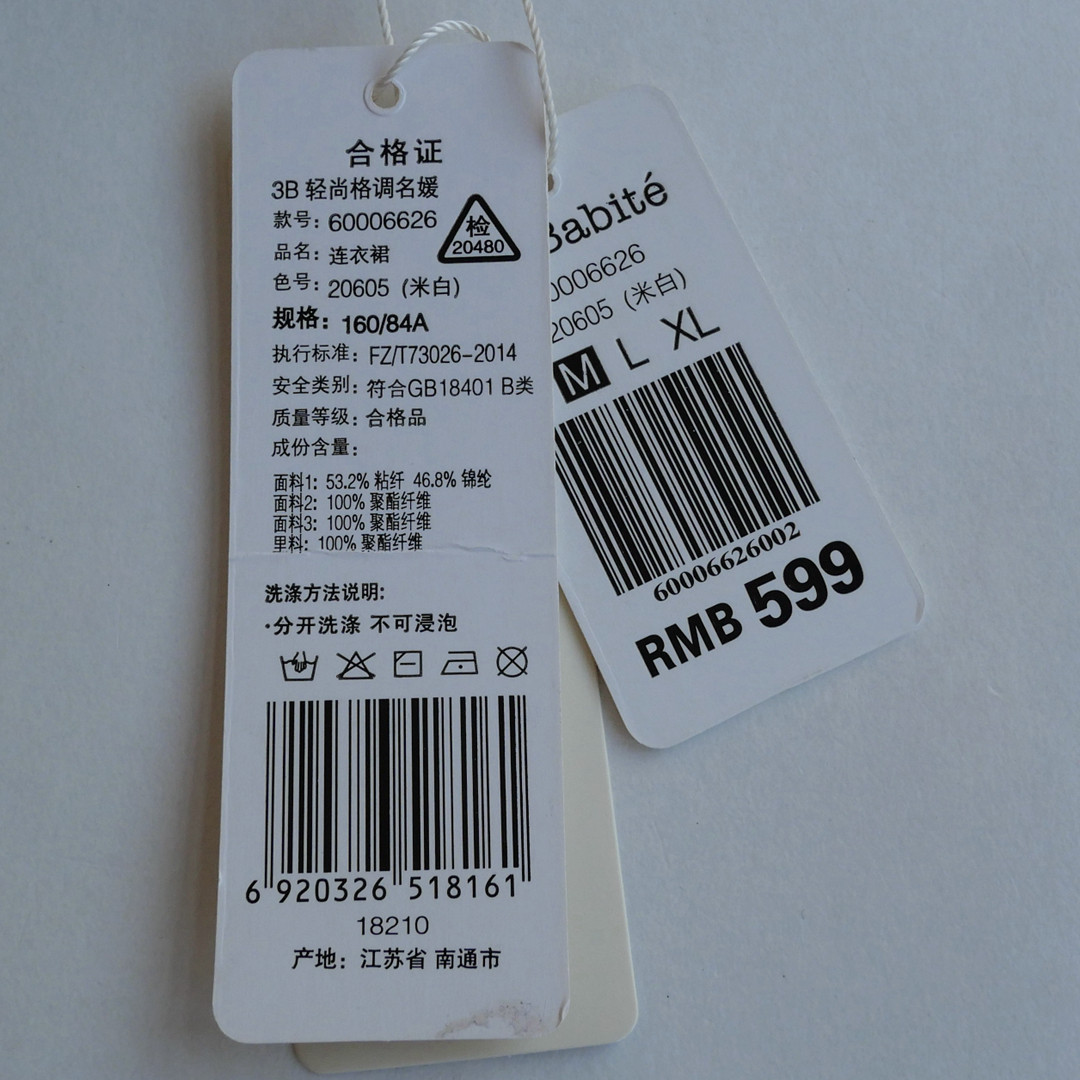 合格证
3B 轻尚格调名媛
款号: 60006626
检
20480
品名: 连衣裙
色号: 20605 (米白)
规格: 160/84A
执行标准: FZ/T73026-2014
安全类别: 符合GB18401 B类
质量等级: 合格品
成份含量:
面料1: 53.2% 粘纤 46.8% 锦纶
面料2: 100% 聚酯纤维
面料3: 100% 聚酯纤维
里料: 100% 聚酯纤维
洗涤方法说明:
·分开洗涤 不可浸泡
6 920326 518161
18210
产地: 江苏省 南通市
Babité
0006626
20605 (米白)
M L XL
60006626002
RMB 599